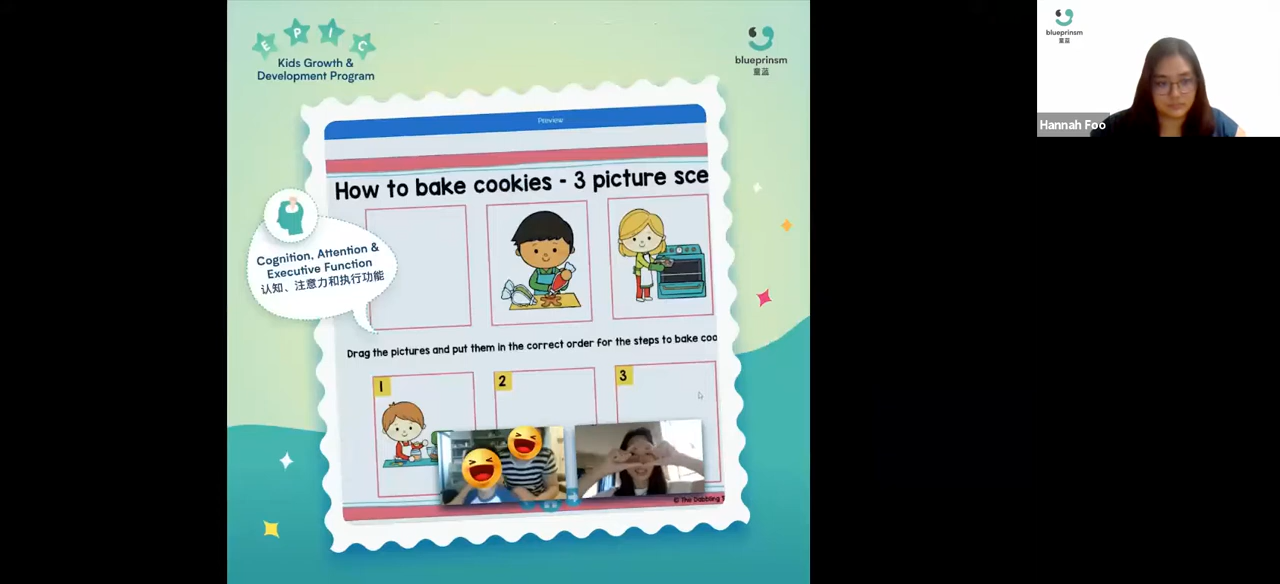 E P I C
Kids Growth &
Development Program
blueprinsm
童蓝
Preview
How to bake cookies - 3 picture sce
Cognition, Attention &
Executive Function
认知、注意力和执行功能
Drag the pictures and put them in the correct order for the steps to bake coo
1
2
3
© The Dabbling
blueprinsm
童蓝
Hannah Foo